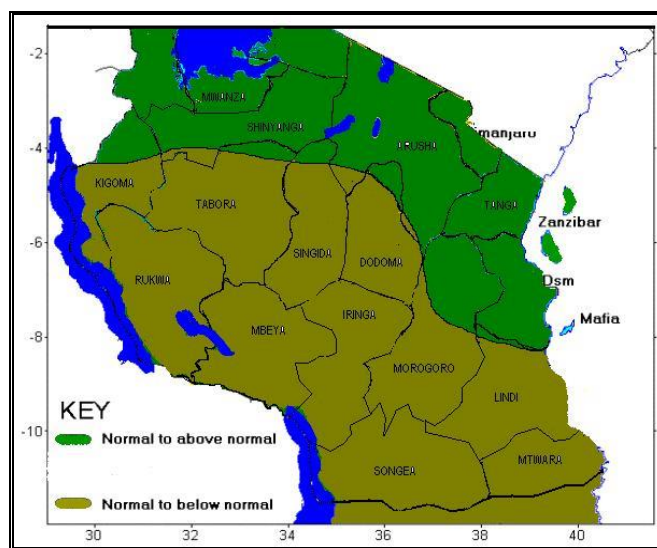 -2
MWANZA
SHINYANGA
manjaro
ARUSHA
-4
KIGOMA
TABORA
TANGA
Zanzibar
SINGIDA
DODOMA
-6
RUKWA
Dsm
IRINGA
Mafia
MBEYA
-8
MOROGORO
LINDI
KEY
Normal to above normal
-10
MTWARA
SONGEA
Normal to below normal
30 32 34 36 38 40